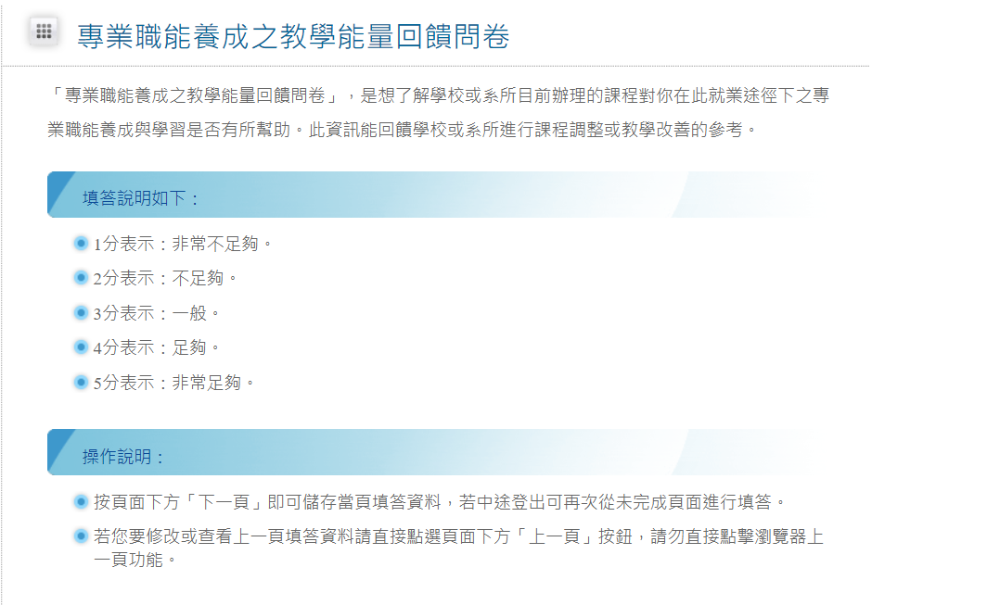 專業職能養成之教學能量回饋問卷
「專業職能養成之教學能量回饋問卷」，是想了解學校或系所目前辦理的課程對你在此就業途徑下之專
業職能養成與學習是否有所幫助。此資訊能回饋學校或系所進行課程調整或教學改善的參考。
填答說明如下：
1分表示：非常不足夠。
2分表示：不足夠。
3分表示：一般。
4分表示：足夠。
5分表示：非常足夠。
操作說明：
按頁面下方「下一頁」即可儲存當頁填答資料，若中途登出可再次從未完成頁面進行填答。
若您要修改或查看上一頁填答資料請直接點選頁面下方「上一頁」按鈕，請勿直接點擊瀏覽器上
一頁功能。